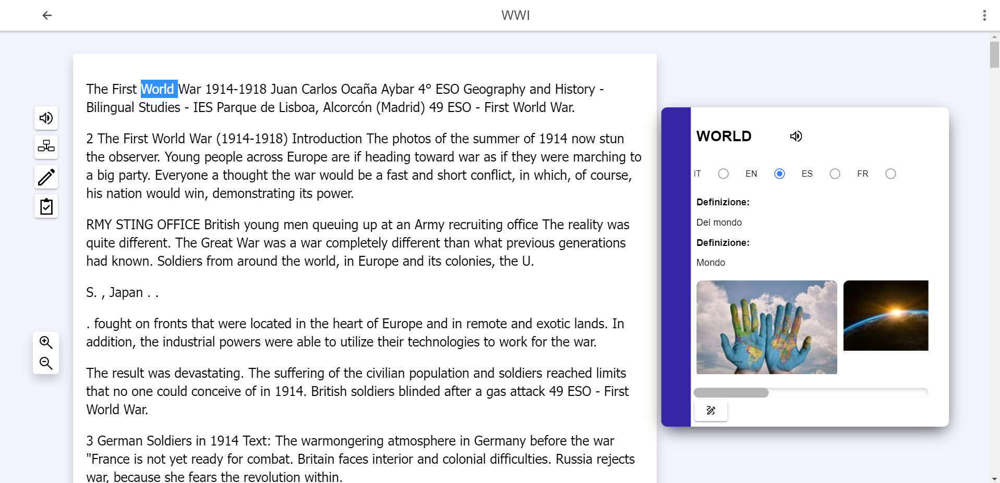 WWI
The First World War 1914-1918 Juan Carlos Ocaña Aybar 4° ESO Geography and History -
Bilingual Studies - IES Parque de Lisboa, Alcorcón (Madrid) 49 ESO - First World War.
2 The First World War (1914-1918) Introduction The photos of the summer of 1914 now stun
the observer. Young people across Europe are if heading toward war as if they were marching to
a big party. Everyone a thought the war would be a fast and short conflict, in which, of course,
his nation would win, demonstrating its power.
RMY STING OFFICE British young men queuing up at an Army recruiting office The reality was
quite different. The Great War was a war completely different than what previous generations
had known. Soldiers from around the world, in Europe and its colonies, the U.
S. , Japan . .
. fought on fronts that were located in the heart of Europe and in remote and exotic lands. In
addition, the industrial powers were able to utilize their technologies to work for the war.
The result was devastating. The suffering of the civilian population and soldiers reached limits
that no one could conceive of in 1914. British soldiers blinded after a gas attack 49 ESO - First
World War.
3 German Soldiers in 1914 Text: The warmongering atmosphere in Germany before the war
"France is not yet ready for combat. Britain faces interior and colonial difficulties. Russia rejects
war, because she fears the revolution within.
WORLD
IT EN ES FR
Definizione:
Del mondo
Definizione:
Mondo